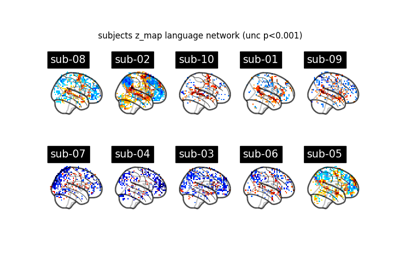 subjects z_map language network (unc p<0.001)
sub-08 sub-02 sub-10 sub-01 sub-09
sub-07 sub-04 sub-03 sub-06 sub-05